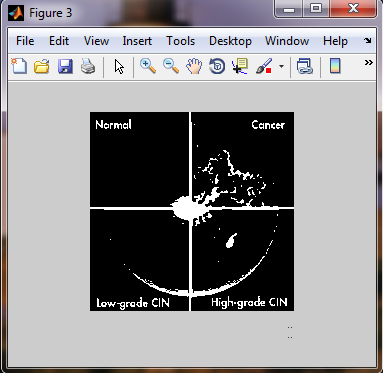 Figure 3
File Edit View Insert Tools Desktop Window Help
Normal Cancer
Low-grade CIN High-grade CIN